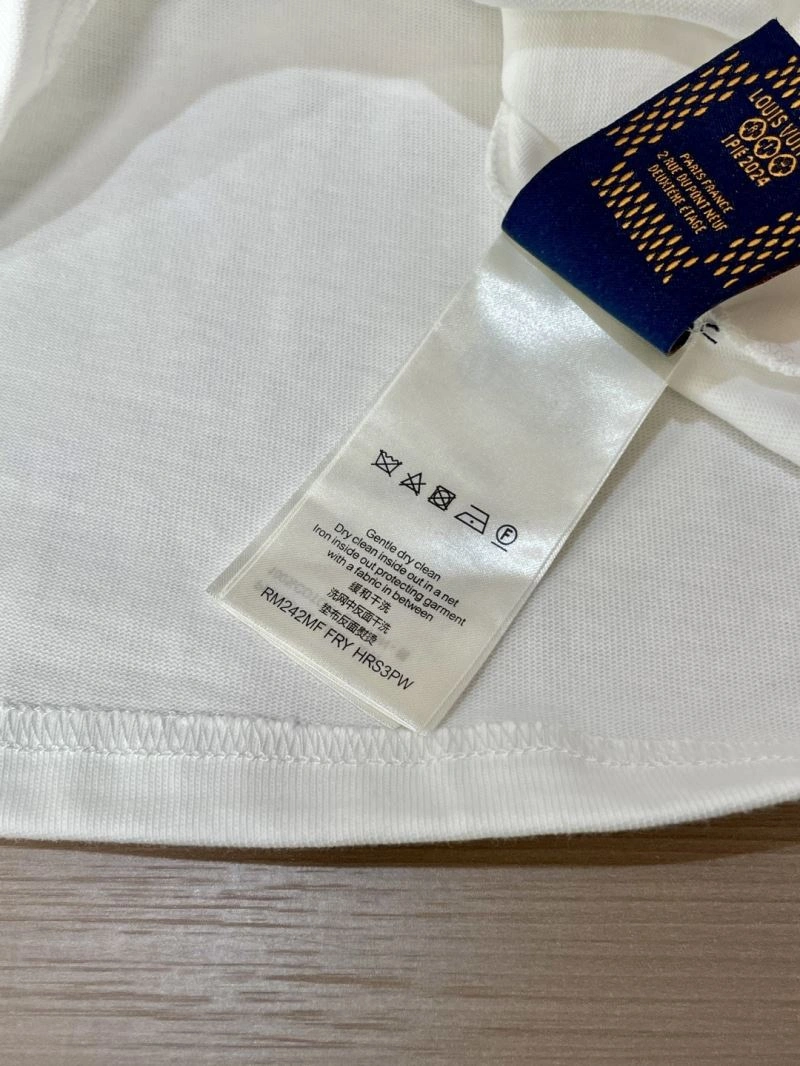 LOUIS VUI
1PIE 2024
PARIS FRANCE
2 RUE DU PONT NEUF
DEUXIÈME ÉTAGE
F
Gentle dry clean
Dry clean inside out in a net
Iron inside out protecting garment
with a fabric in between
缓和干洗
洗网中反面干洗
垫布反面熨烫
RM242MF FRY HRS3PW